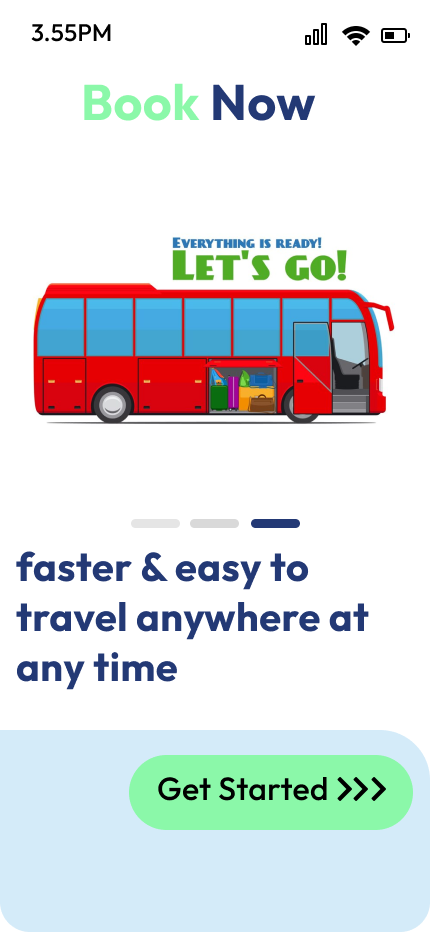 3.55PM
Book Now
EVERYTHING IS READY!
LET'S GO!
faster & easy to
travel anywhere at
any time
Get Started >>>